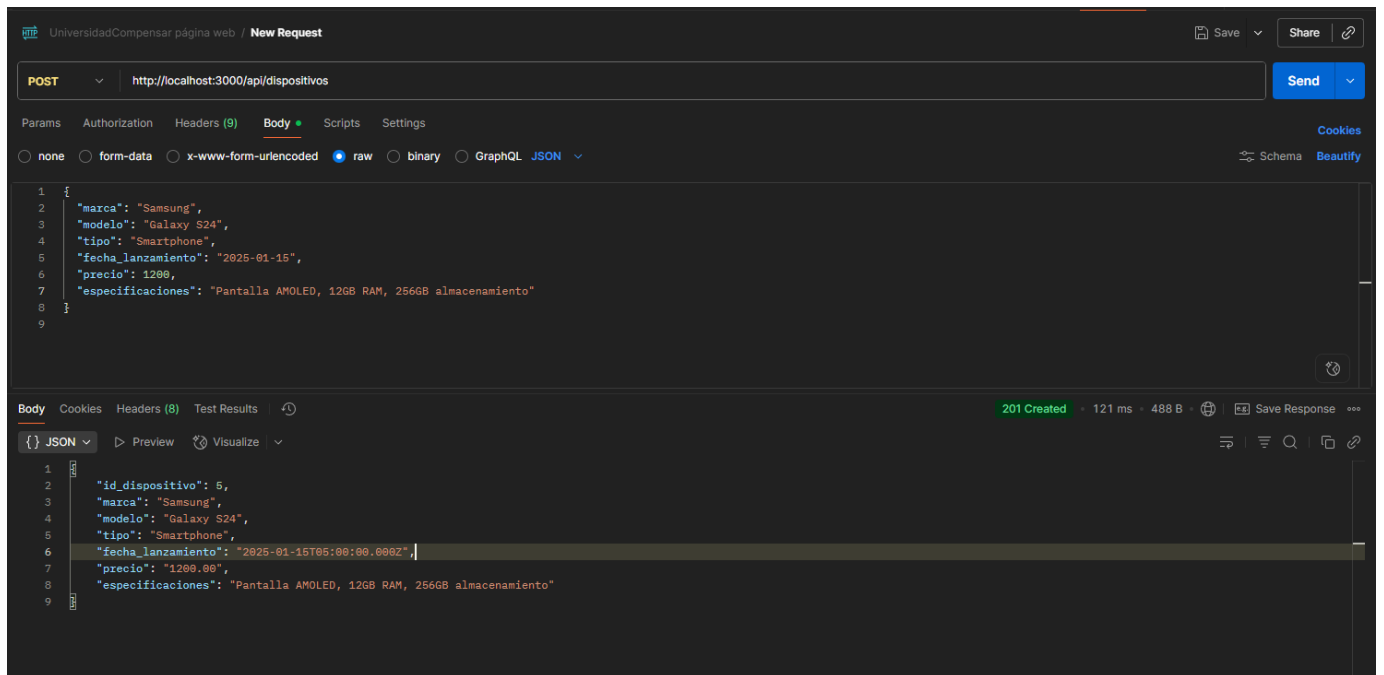 HTTP UniversidadCompensar página web / New Request Save Share
POST http://localhost:3000/api/dispositivos Send
Params Authorization Headers (9) Body Scripts Settings Cookies
none form-data x-www-form-urlencoded raw binary GraphQL JSON Schema Beautify
1 {
2 "marca": "Samsung",
3 "modelo": "Galaxy S24",
4 "tipo": "Smartphone",
5 "fecha_lanzamiento": "2025-01-15",
6 "precio": 1200,
7 "especificaciones": "Pantalla AMOLED, 12GB RAM, 256GB almacenamiento"
8 }
9
Body Cookies Headers (8) Test Results 201 Created • 121 ms • 488 B e.g. Save Response
{} JSON Preview Visualize
1 {
2 "id_dispositivo": 5,
3 "marca": "Samsung",
4 "modelo": "Galaxy S24",
5 "tipo": "Smartphone",
6 "fecha_lanzamiento": "2025-01-15T05:00:00.000Z",
7 "precio": "1200.00",
8 "especificaciones": "Pantalla AMOLED, 12GB RAM, 256GB almacenamiento"
9 }